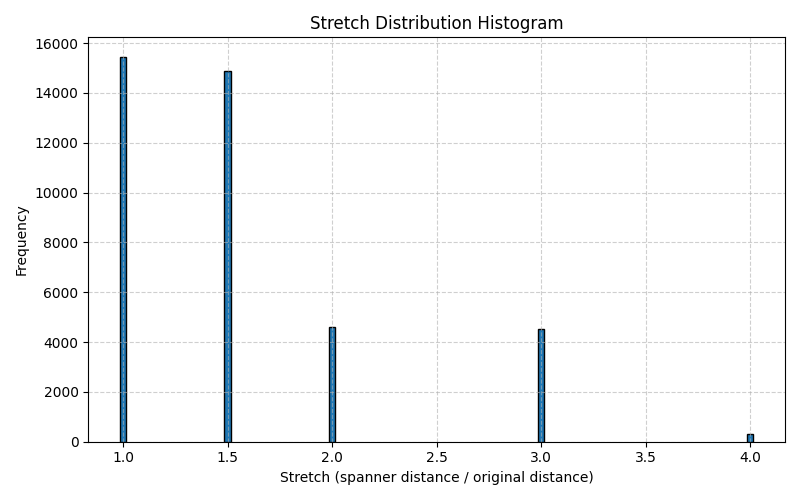 Stretch Distribution Histogram
Frequency
16000
14000
12000
10000
8000
6000
4000
2000
0
1.0 1.5 2.0 2.5 3.0 3.5 4.0
Stretch (spanner distance / original distance)